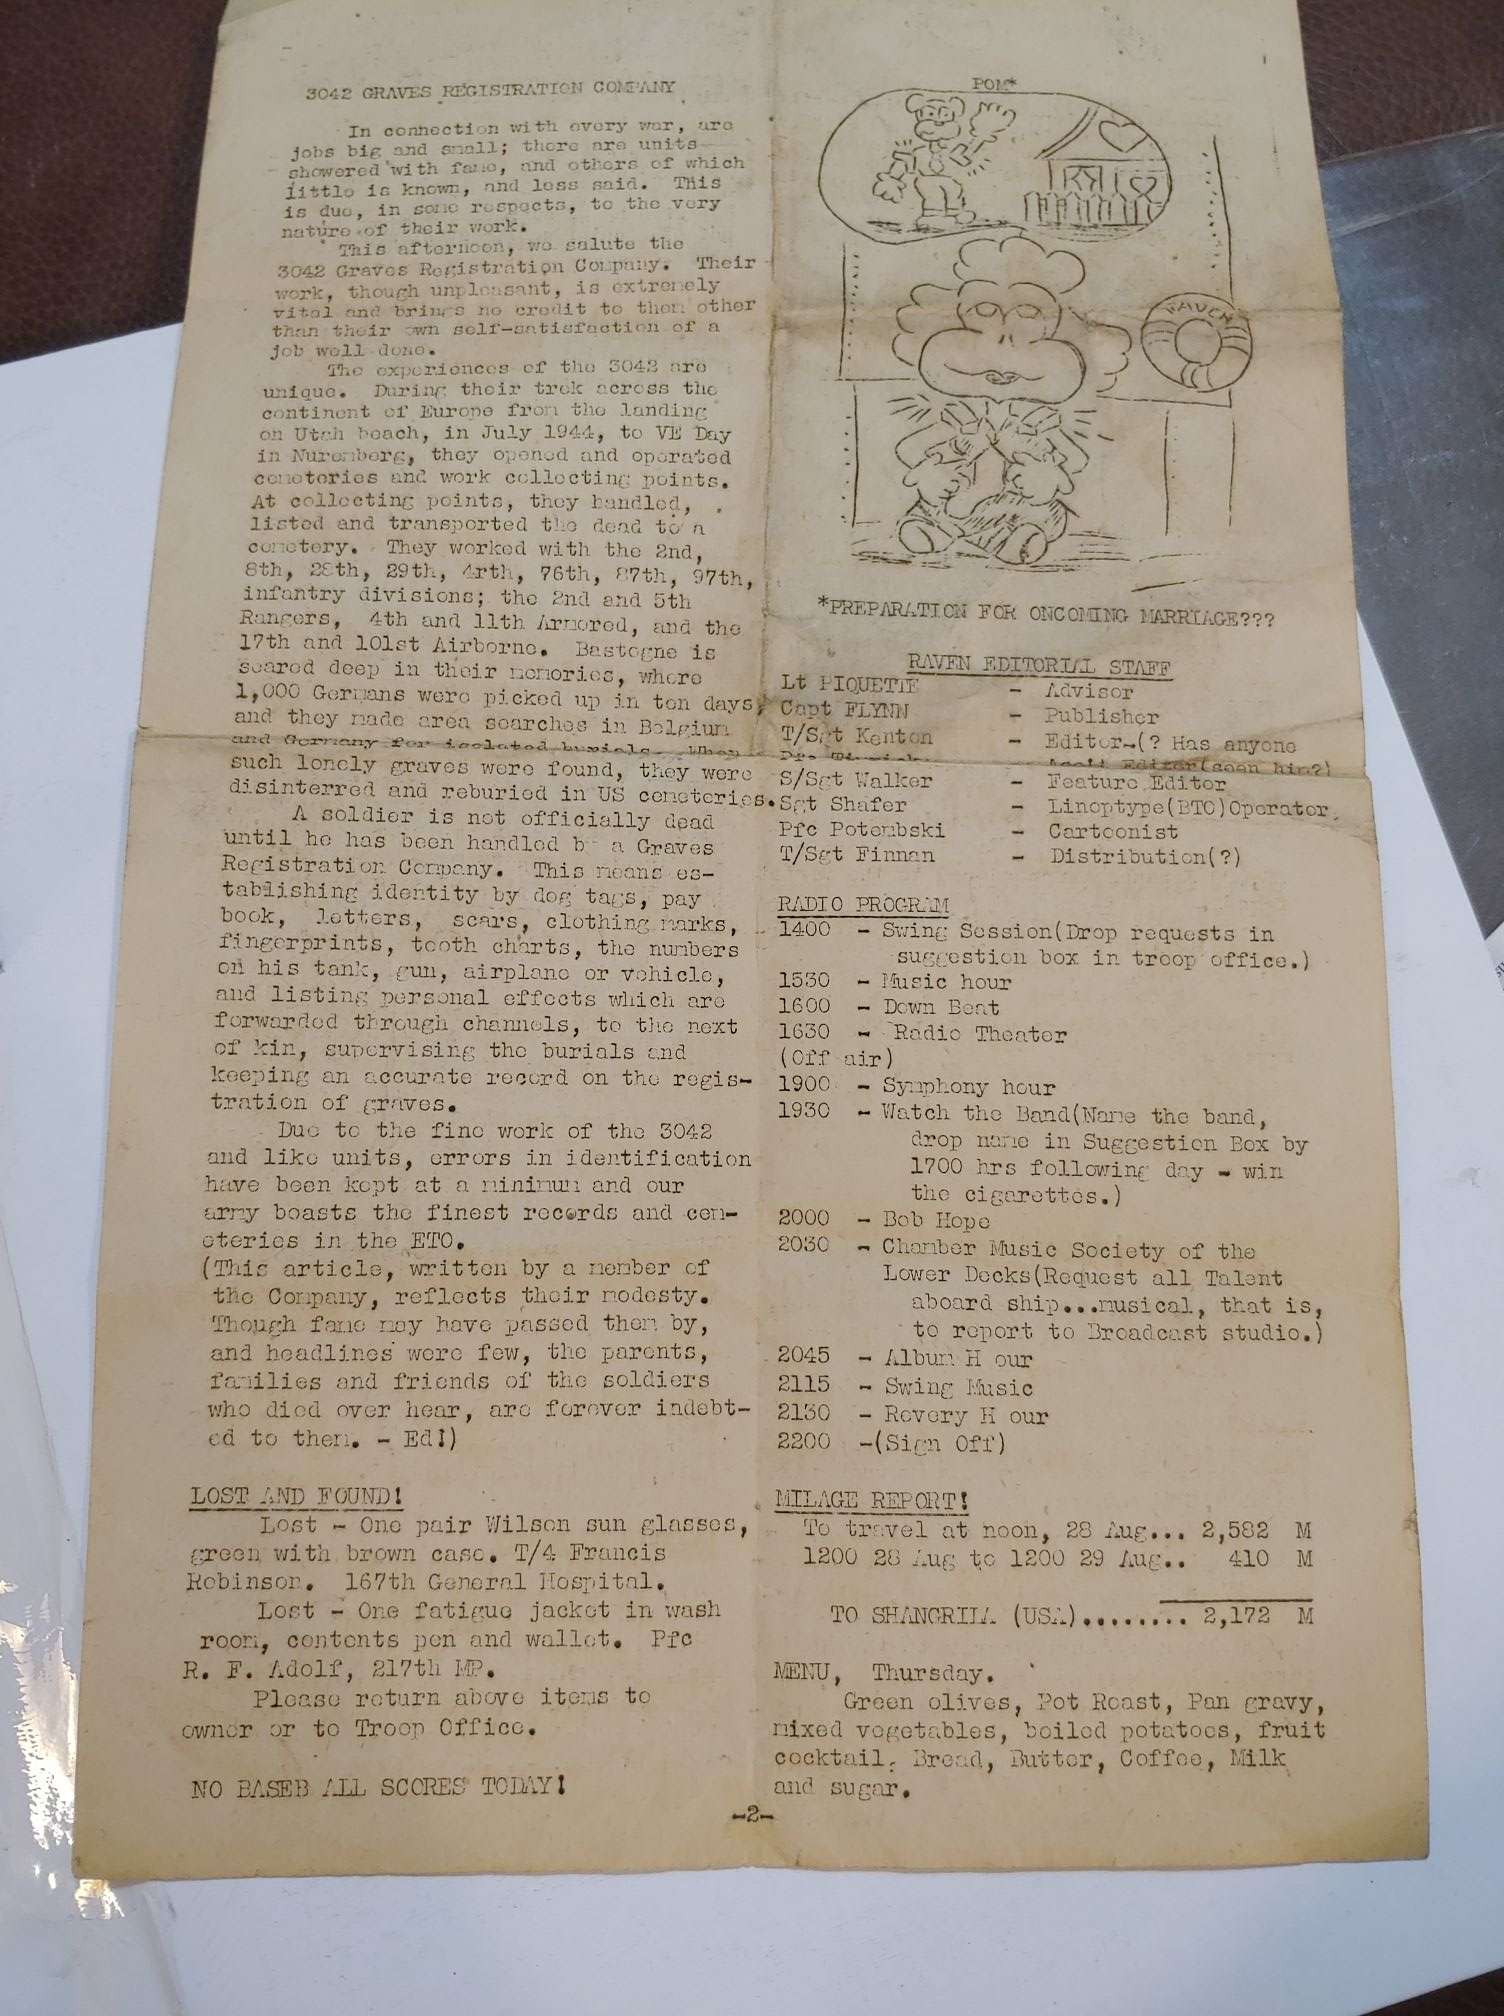 3042 GRAVES REGISTRATION COMPANY
In connection with every war, are
jobs big and small; there are units
showered with fame, and others of which
little is known, and less said. This
is due, in some respects, to the very
nature of their work.
This afternoon, we salute the
3042 Graves Registration Company. Their
work, though unpleasant, is extremely
vital and brings no credit to them other
than their own self-satisfaction of a
job well done.
The experiences of the 3042 are
unique. During their trek across the
continent of Europe from the landing
on Utah beach, in July 1944, to VE Day
in Nurenberg, they opened and operated
cemeteries and work collecting points.
At collecting points, they handled,
listed and transported the dead to a
cemetery. They worked with the 2nd,
8th, 28th, 29th, 4rth, 76th, 87th, 97th,
infantry divisions; the 2nd and 5th
Rangers, 4th and 11th Armored, and the
17th and 101st Airborne. Bastogne is
seared deep in their memories, where
1,000 Germans were picked up in ten days,
and they made area searches in Belgium
and Germany for isolated burials. When
such lonely graves were found, they were
disinterred and reburied in US cemeteries.
A soldier is not officially dead
until he has been handled b a Graves
Registration Company. This means es-
tablishing identity by dog tags, pay
book, letters, scars, clothing marks,
fingerprints, tooth charts, the numbers
on his tank, gun, airplane or vehicle,
and listing personal effects which are
forwarded through channels, to the next
of kin, supervising the burials and
keeping an accurate record on the regis-
tration of graves.
Due to the fine work of the 3042
and like units, errors in identification
have been kept at a minimum and our
army boasts the finest records and cem-
eteries in the ETO.
(This article, written by a member of
the Company, reflects their modesty.
Though fame may have passed them by,
and headlines were few, the parents,
families and friends of the soldiers
who died over hear, are forever indebt-
ed to them. - Ed!)
LOST AND FOUND!
Lost - One pair Wilson sun glasses,
green with brown case. T/4 Francis
Robinson. 167th General Hospital.
Lost - One fatigue jacket in wash
room, contents pen and wallet. Pfc
R. F. Adolf, 217th MP.
Please return above items to
owner or to Troop Office.
NO BASEB ALL SCORES TODAY!
POM*
*PREPARATION FOR ONCOMING MARRIAGE???
RAVEN EDITORIAL STAFF
Lt PIQUETTE - Advisor
Capt FLYNN - Publisher
T/Sgt Kenton - Editor-(? Has anyone
Pfc - Ass't Editor(seen him?)
S/Sgt Walker - Feature Editor
Sgt Shafer - Linoptype(BTO)Operator
Pfc Potembski - Cartoonist
T/Sgt Finnan - Distribution(?)
RADIO PROGRAM
1400 - Swing Session(Drop requests in
suggestion box in troop office.)
1530 - Music hour
1600 - Down Beat
1630 - Radio Theater
(Off air)
1900 - Symphony hour
1930 - Watch the Band(Name the band,
drop name in Suggestion Box by
1700 hrs following day - win
the cigarettes.)
2000 - Bob Hope
2030 - Chamber Music Society of the
Lower Decks(Request all Talent
aboard ship...musical, that is,
to report to Broadcast studio.)
2045 - Album H our
2115 - Swing Music
2130 - Revery H our
2200 -(Sign Off)
MILAGE REPORT!
To travel at noon, 28 Aug... 2,582 M
1200 28 Aug to 1200 29 Aug.. 410 M
TO SHANGRILA (USA)........ 2,172 M
MENU, Thursday.
Green olives, Pot Roast, Pan gravy,
mixed vegetables, boiled potatoes, fruit
cocktail, Bread, Butter, Coffee, Milk
and sugar.
-2-